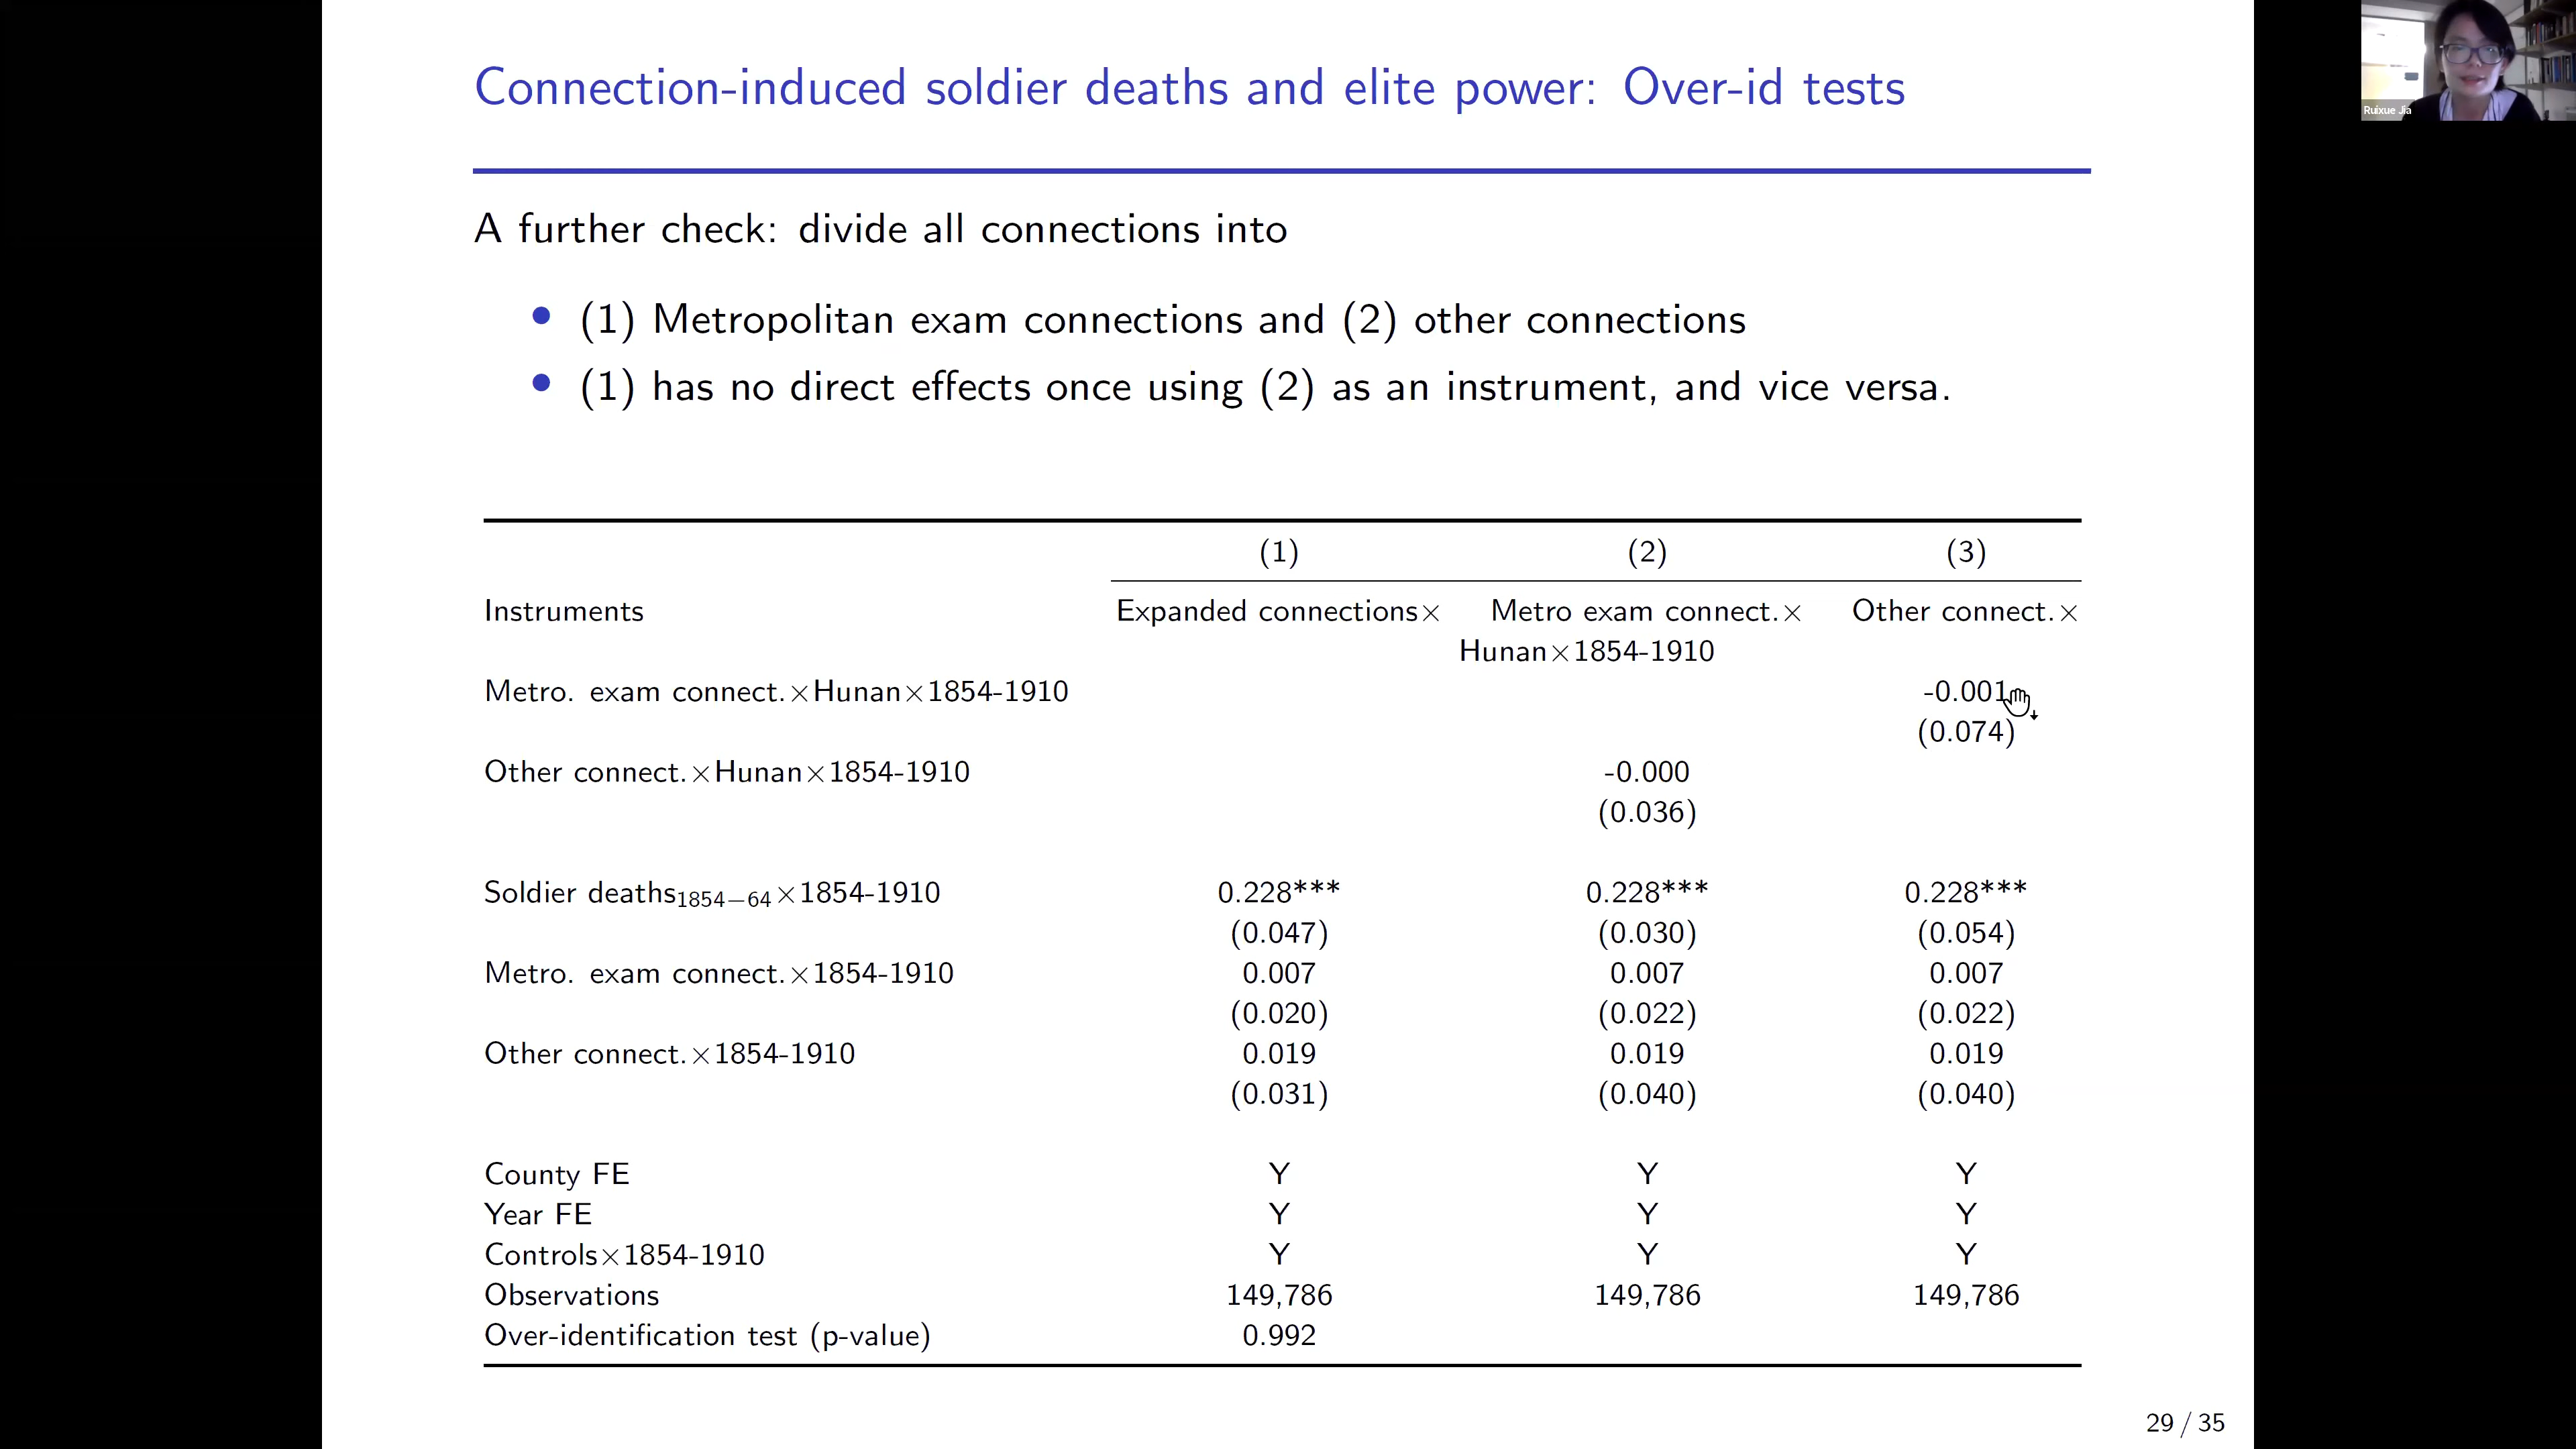 Connection-induced soldier deaths and elite power: Over-id tests
Ruixue Jia
A further check: divide all connections into
• (1) Metropolitan exam connections and (2) other connections
• (1) has no direct effects once using (2) as an instrument, and vice versa.
(1) (2) (3)
Instruments Expanded connections× Metro exam connect.× Other connect.×
Hunan×1854-1910
Metro. exam connect.×Hunan×1854-1910 -0.001
(0.074)
Other connect.×Hunan×1854-1910 -0.000
(0.036)
Soldier deaths1854−64×1854-1910 0.228*** 0.228*** 0.228***
(0.047) (0.030) (0.054)
Metro. exam connect.×1854-1910 0.007 0.007 0.007
(0.020) (0.022) (0.022)
Other connect.×1854-1910 0.019 0.019 0.019
(0.031) (0.040) (0.040)
County FE Y Y Y
Year FE Y Y Y
Controls×1854-1910 Y Y Y
Observations 149,786 149,786 149,786
Over-identification test (p-value) 0.992
29 / 35